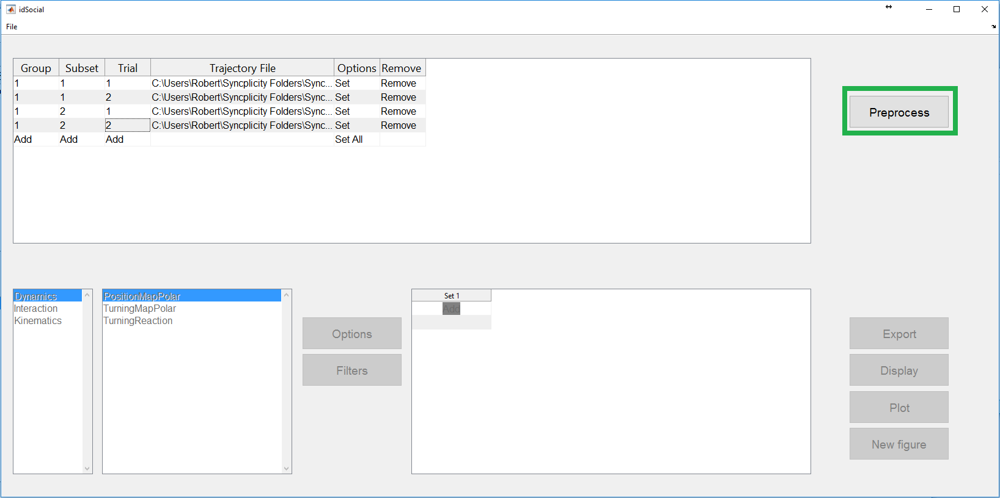 idSocial
File
Group Subset Trial Trajectory File Options Remove
1 1 1 C:\Users\Robert\Syncplicity Folders\Sync... Set Remove
1 1 2 C:\Users\Robert\Syncplicity Folders\Sync... Set Remove
1 2 1 C:\Users\Robert\Syncplicity Folders\Sync... Set Remove
1 2 2 C:\Users\Robert\Syncplicity Folders\Sync... Set Remove
Add Add Add Set All
Preprocess
Dynamics
Interaction
Kinematics
PositionMapPolar
TurningMapPolar
TurningReaction
Options
Filters
Set 1
Add
Export
Display
Plot
New figure